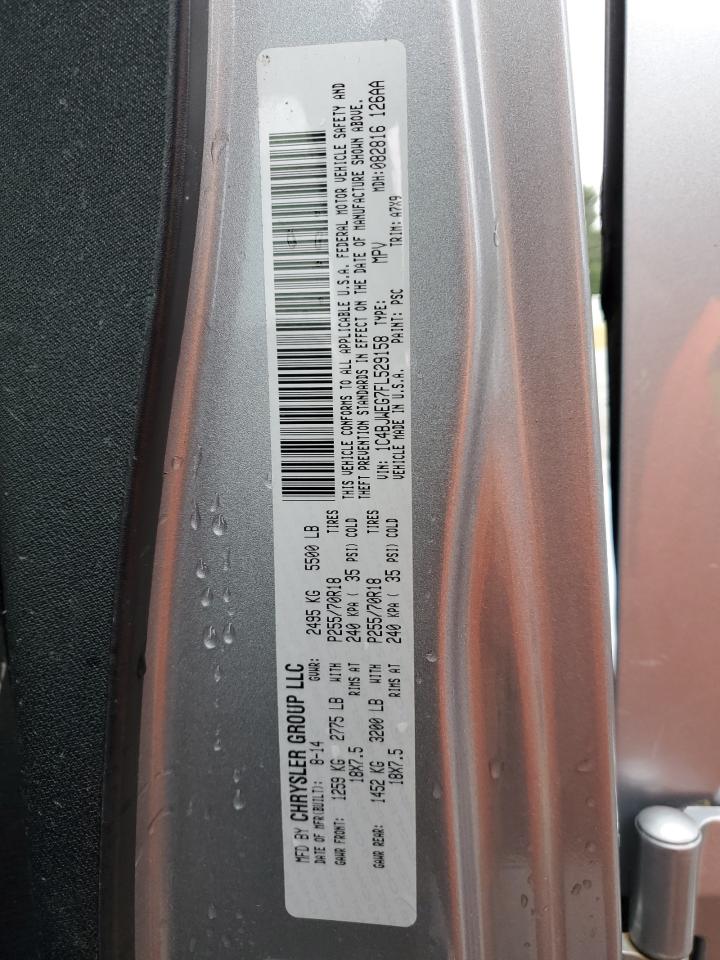 MFD BY CHRYSLER GROUP LLC
DATE OF MFR(BUILT): 8-14 GVWR: 2495 KG 5500 LB
GAWR FRONT: 1259 KG 2775 LB WITH P255/70R18 TIRES
18X7.5 RIMS AT 240 KPA ( 35 PSI) COLD
GAWR REAR: 1452 KG 3200 LB WITH P255/70R18 TIRES
18X7.5 RIMS AT 240 KPA ( 35 PSI) COLD
THIS VEHICLE CONFORMS TO ALL APPLICABLE U.S.A. FEDERAL MOTOR VEHICLE SAFETY AND
THEFT PREVENTION STANDARDS IN EFFECT ON THE DATE OF MANUFACTURE SHOWN ABOVE.
VIN: 1C4BJWEG7FL529158 TYPE: MPV MDH:082816 126AA
VEHICLE MADE IN U.S.A. PAINT: PSC TRIM: A7X9